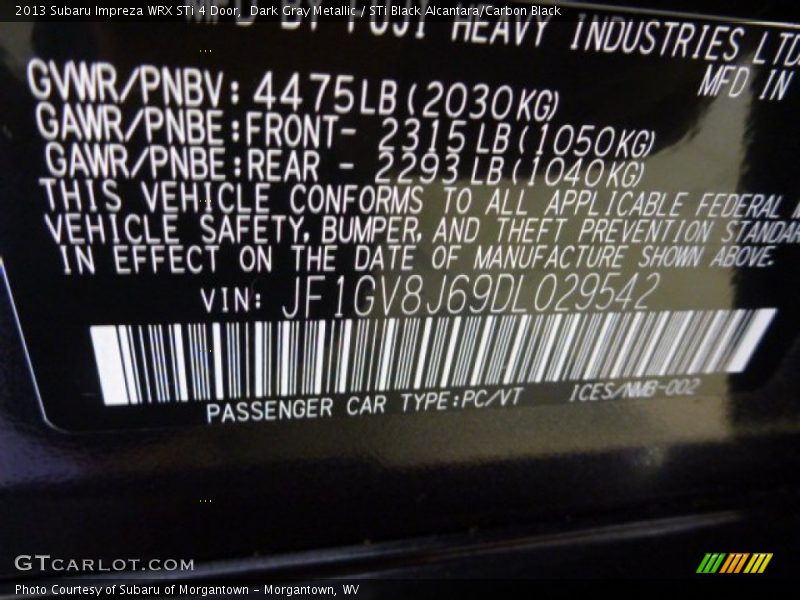 2013 Subaru Impreza WRX STi 4 Door, Dark Gray Metallic / STi Black Alcantara/Carbon Black
MFD BY FUJI HEAVY INDUSTRIES LTD.
MFD IN
GVWR/PNBV: 4475LB (2030KG)
GAWR/PNBE:FRONT- 2315LB (1050KG)
GAWR/PNBE:REAR - 2293LB (1040KG)
THIS VEHICLE CONFORMS TO ALL APPLICABLE FEDERAL M
VEHICLE SAFETY, BUMPER, AND THEFT PREVENTION STANDAR
IN EFFECT ON THE DATE OF MANUFACTURE SHOWN ABOVE.
VIN: JF1GV8J69DL029542
PASSENGER CAR TYPE:PC/VT ICES/NMB-002
GTCARLOT.COM
Photo Courtesy of Subaru of Morgantown - Morgantown, WV